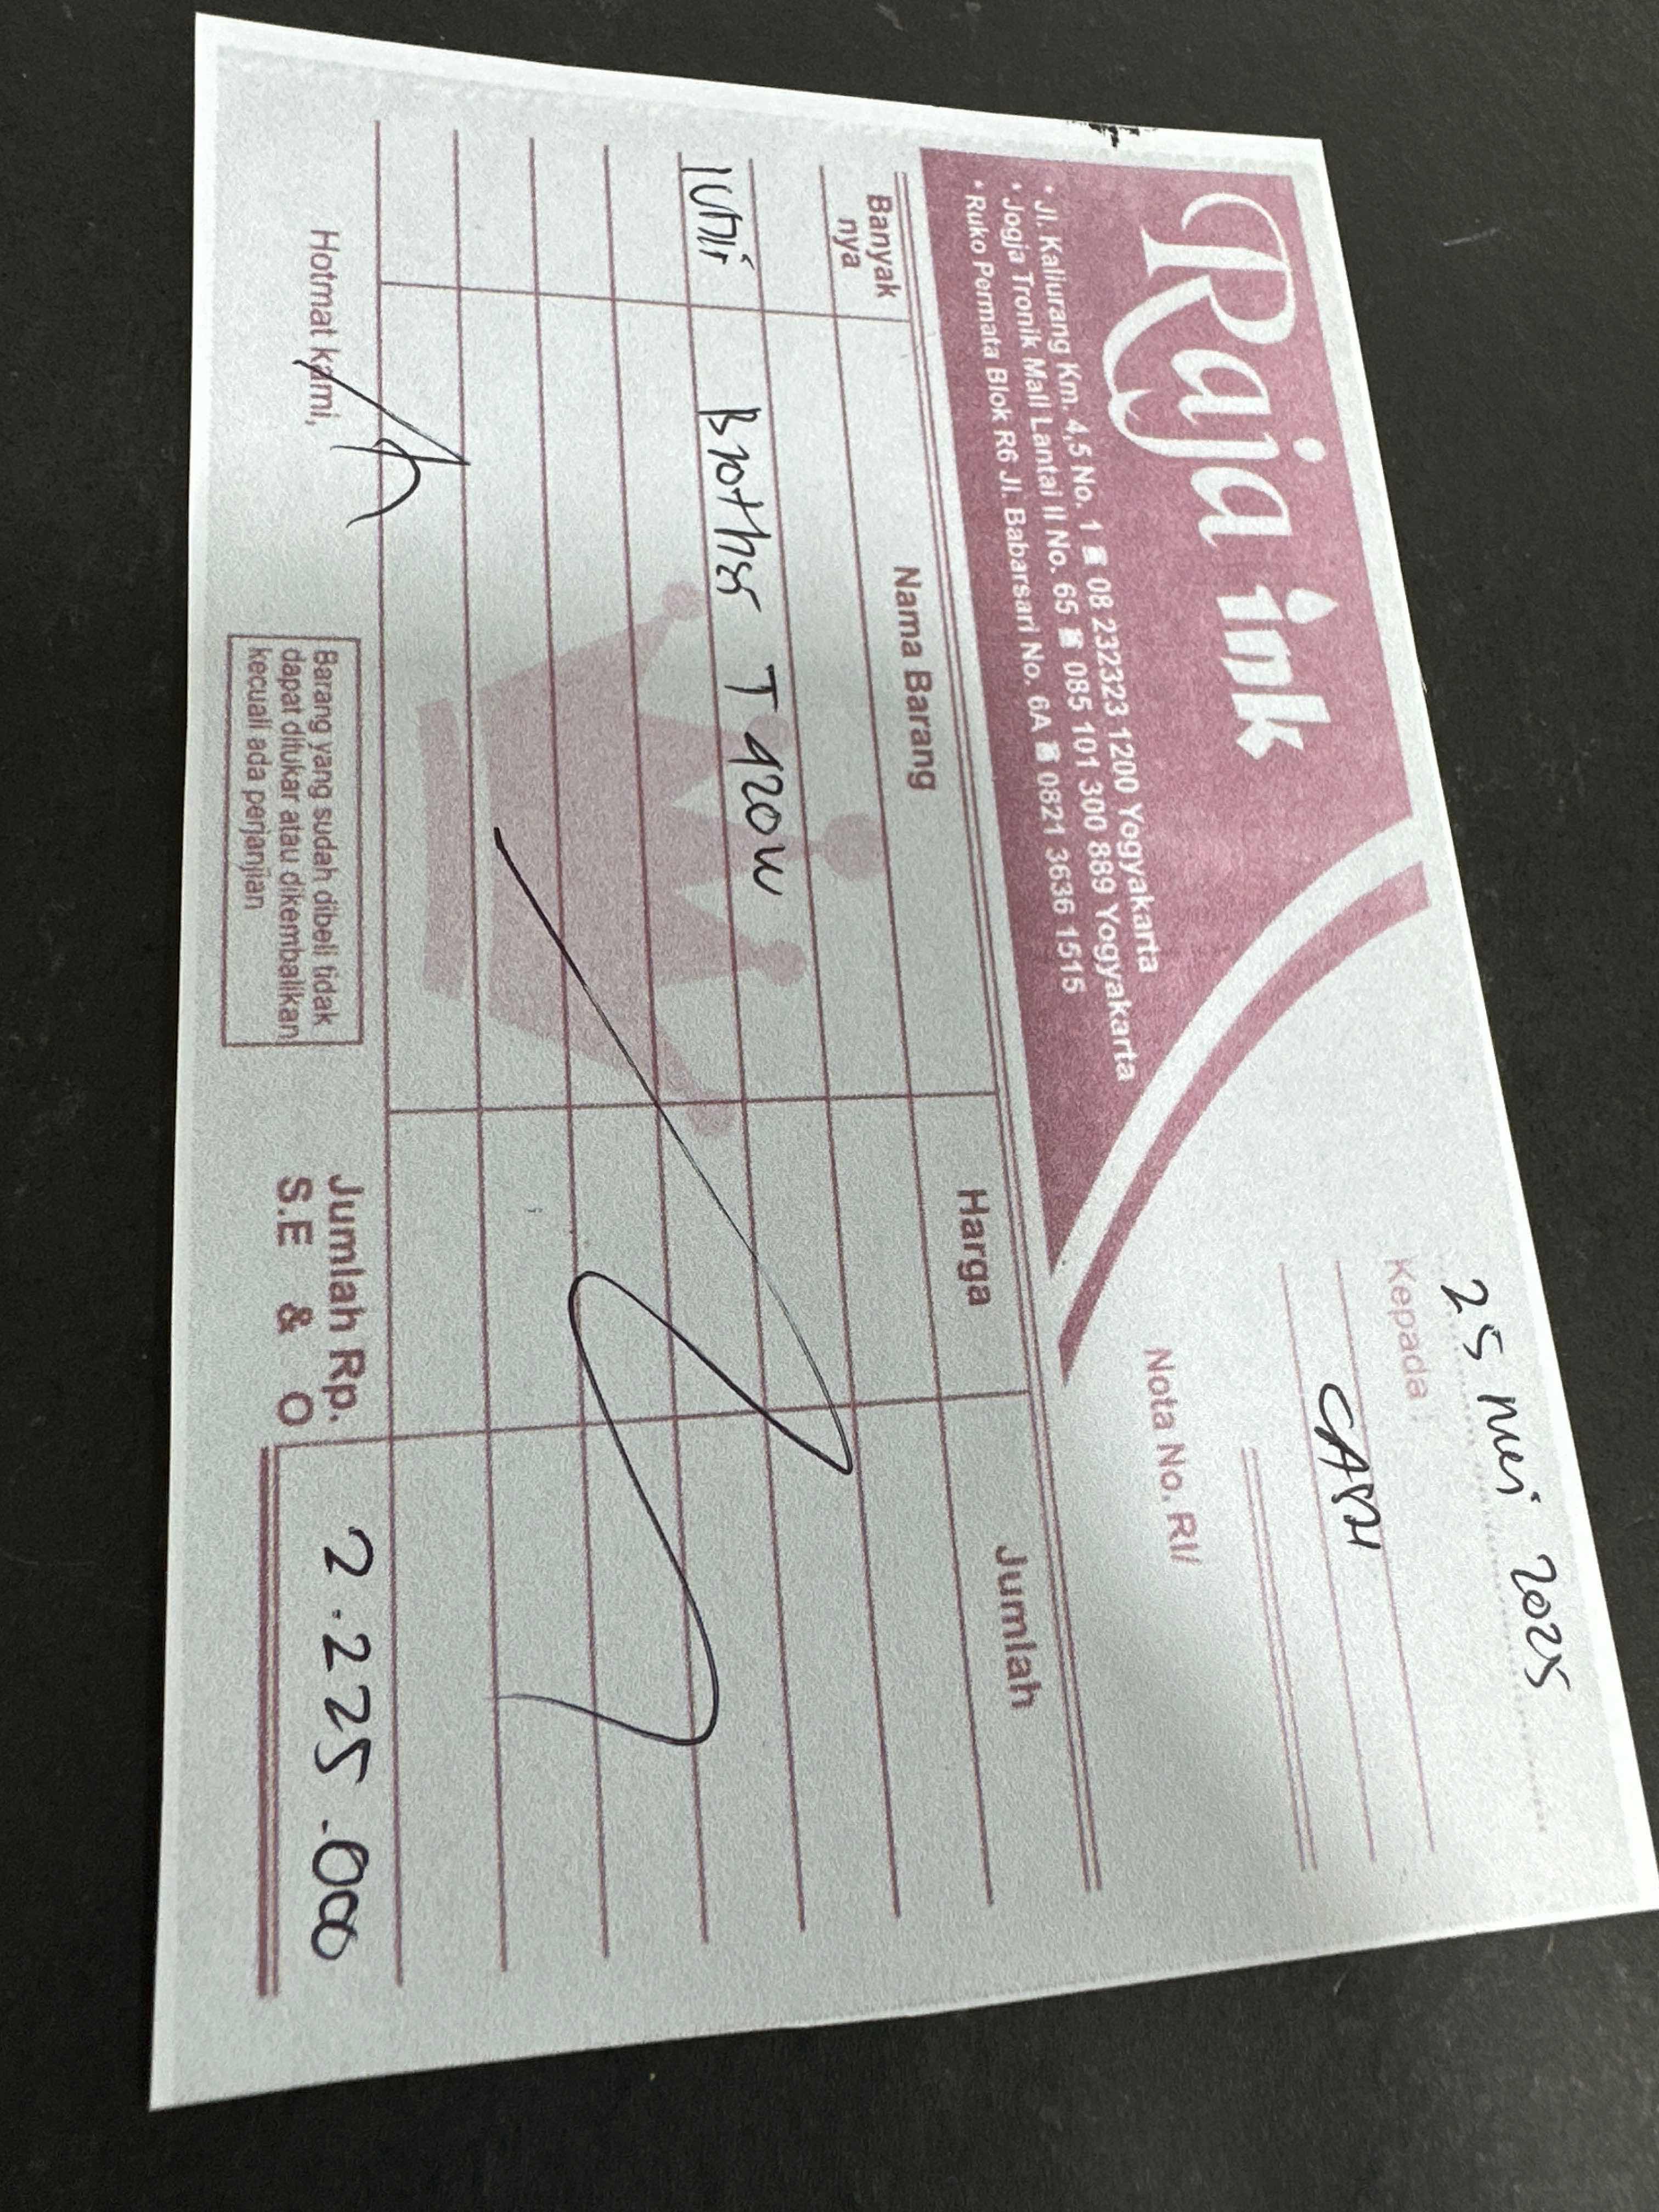 Raja ink
• Jl. Kaliurang Km. 4,5 No. 1 ☎ 08 232323 1200 Yogyakarta
• Jogja Tronik Mall Lantai II No. 65 ☎ 085 101 300 889 Yogyakarta
• Ruko Permata Blok R6 Jl. Babarsari No. 6A ☎ 0821 3636 1515
25 Mei 2025
Kepada :
CASH
Nota No. RI/
Banyak nya Nama Barang Harga Jumlah
1 Unit Brother T420W
Hotmat kami,
Barang yang sudah dibeli tidak
dapat ditukar atau dikembalikan
kecuali ada perjanjian
Jumlah Rp. 2.225.000
S.E & O